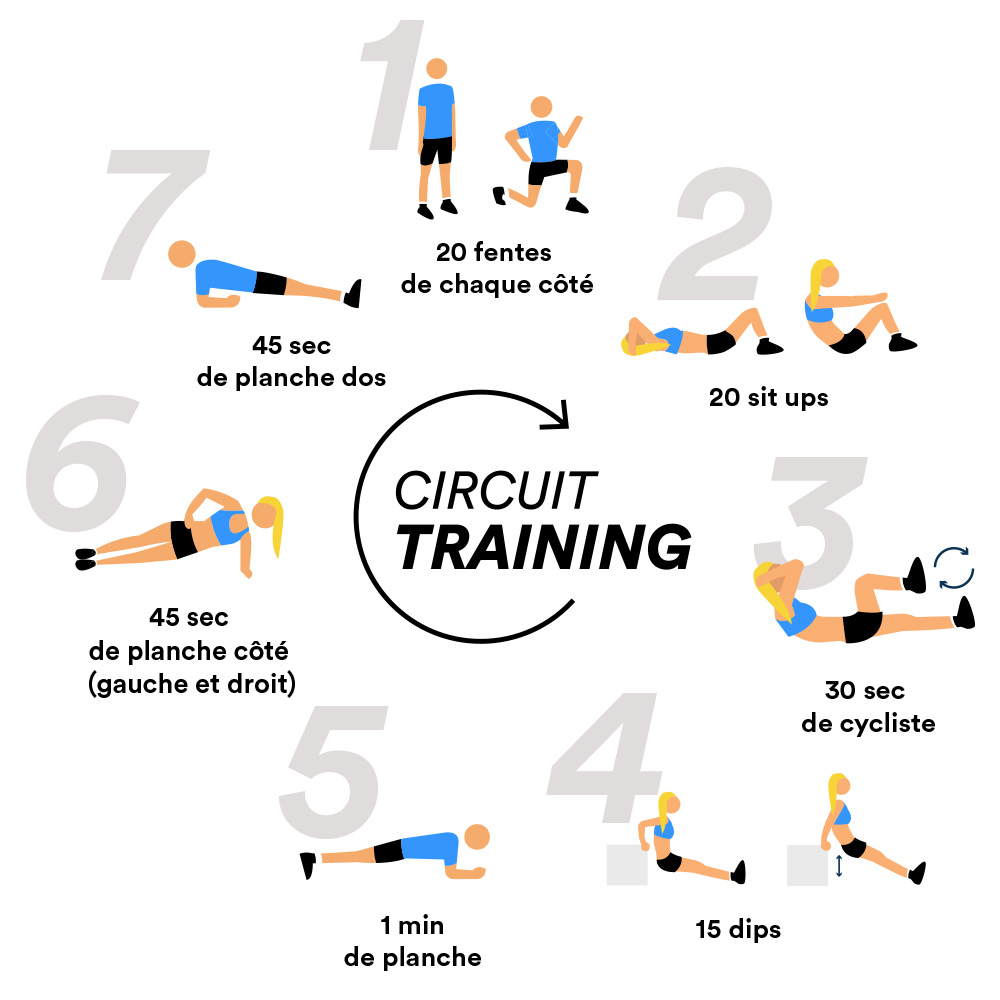 1
20 fentes
de chaque côté
2
20 sit ups
3
30 sec
de cycliste
4
15 dips
5
1 min
de planche
6
45 sec
de planche côté
(gauche et droit)
7
45 sec
de planche dos
CIRCUIT
TRAINING